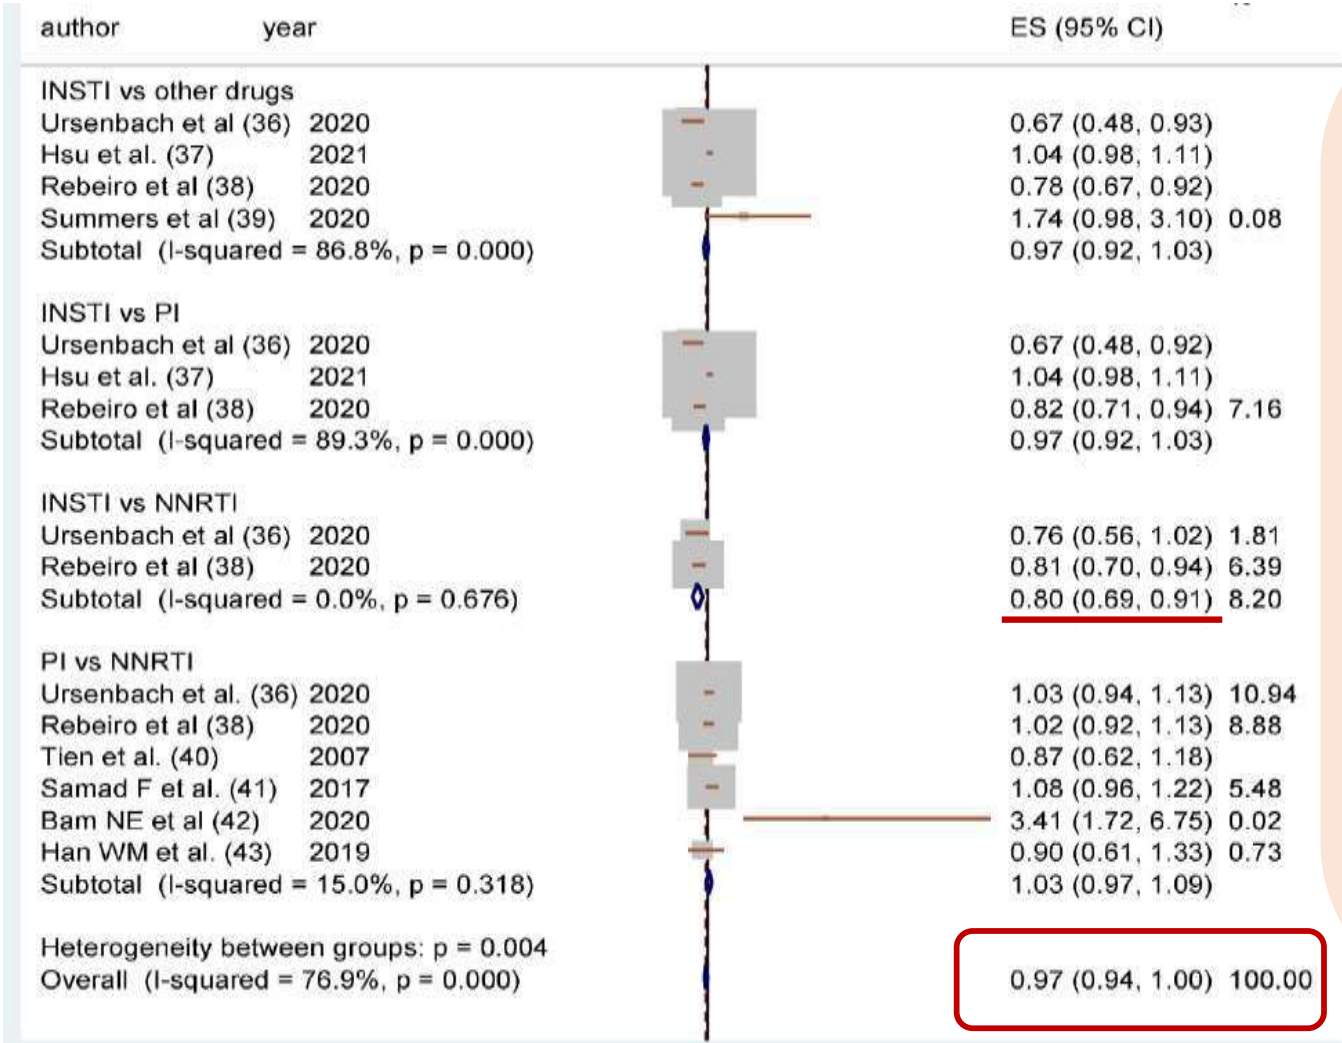 author year ES (95% CI)
INSTI vs other drugs
Ursenbach et al (36) 2020 0.67 (0.48, 0.93)
Hsu et al. (37) 2021 1.04 (0.98, 1.11)
Rebeiro et al (38) 2020 0.78 (0.67, 0.92)
Summers et al (39) 2020 1.74 (0.98, 3.10) 0.08
Subtotal (I-squared = 86.8%, p = 0.000) 0.97 (0.92, 1.03)
INSTI vs PI
Ursenbach et al (36) 2020 0.67 (0.48, 0.92)
Hsu et al. (37) 2021 1.04 (0.98, 1.11)
Rebeiro et al (38) 2020 0.82 (0.71, 0.94) 7.16
Subtotal (I-squared = 89.3%, p = 0.000) 0.97 (0.92, 1.03)
INSTI vs NNRTI
Ursenbach et al (36) 2020 0.76 (0.56, 1.02) 1.81
Rebeiro et al (38) 2020 0.81 (0.70, 0.94) 6.39
Subtotal (I-squared = 0.0%, p = 0.676) 0.80 (0.69, 0.91) 8.20
PI vs NNRTI
Ursenbach et al. (36) 2020 1.03 (0.94, 1.13) 10.94
Rebeiro et al (38) 2020 1.02 (0.92, 1.13) 8.88
Tien et al. (40) 2007 0.87 (0.62, 1.18)
Samad F et al. (41) 2017 1.08 (0.96, 1.22) 5.48
Bam NE et al (42) 2020 3.41 (1.72, 6.75) 0.02
Han WM et al. (43) 2019 0.90 (0.61, 1.33) 0.73
Subtotal (I-squared = 15.0%, p = 0.318) 1.03 (0.97, 1.09)
Heterogeneity between groups: p = 0.004
Overall (I-squared = 76.9%, p = 0.000) 0.97 (0.94, 1.00) 100.00